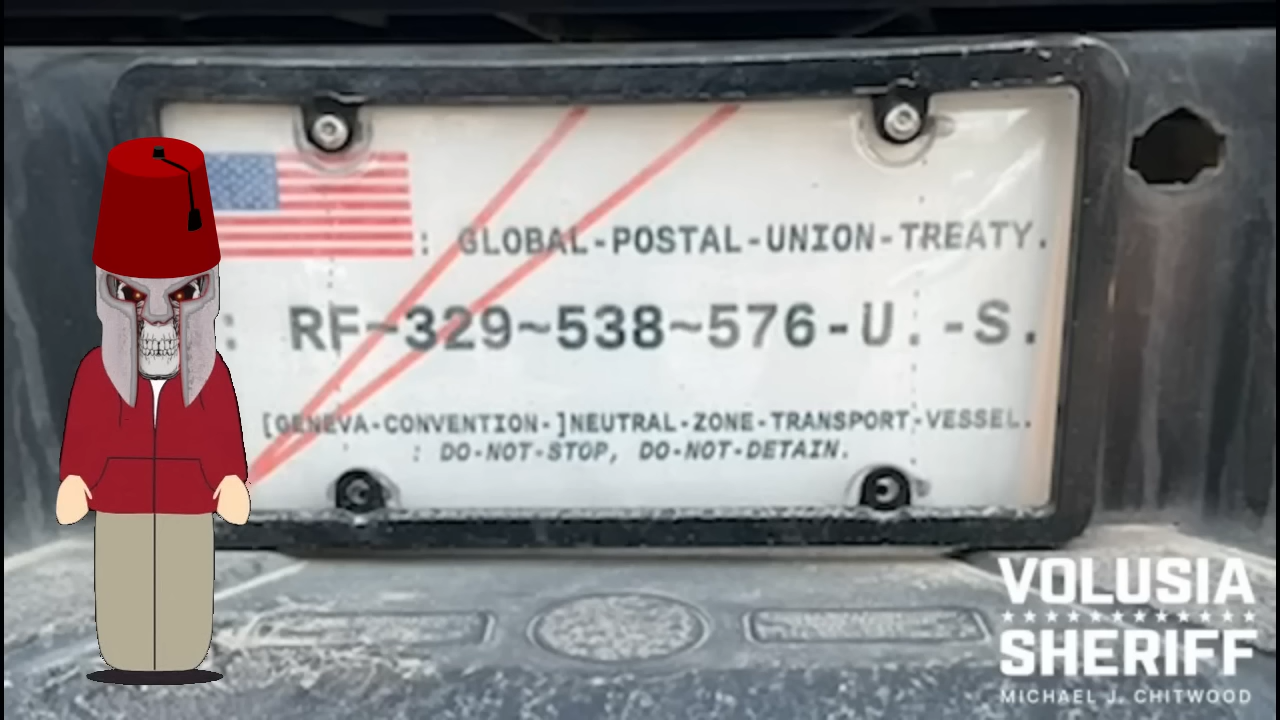 : GLOBAL-POSTAL-UNION-TREATY.
: RF~329~538~576-U.-S.
[GENEVA-CONVENTION-]NEUTRAL-ZONE-TRANSPORT-VESSEL.
: DO-NOT-STOP, DO-NOT-DETAIN.
VOLUSIA
SHERIFF
MICHAEL J. CHITWOOD